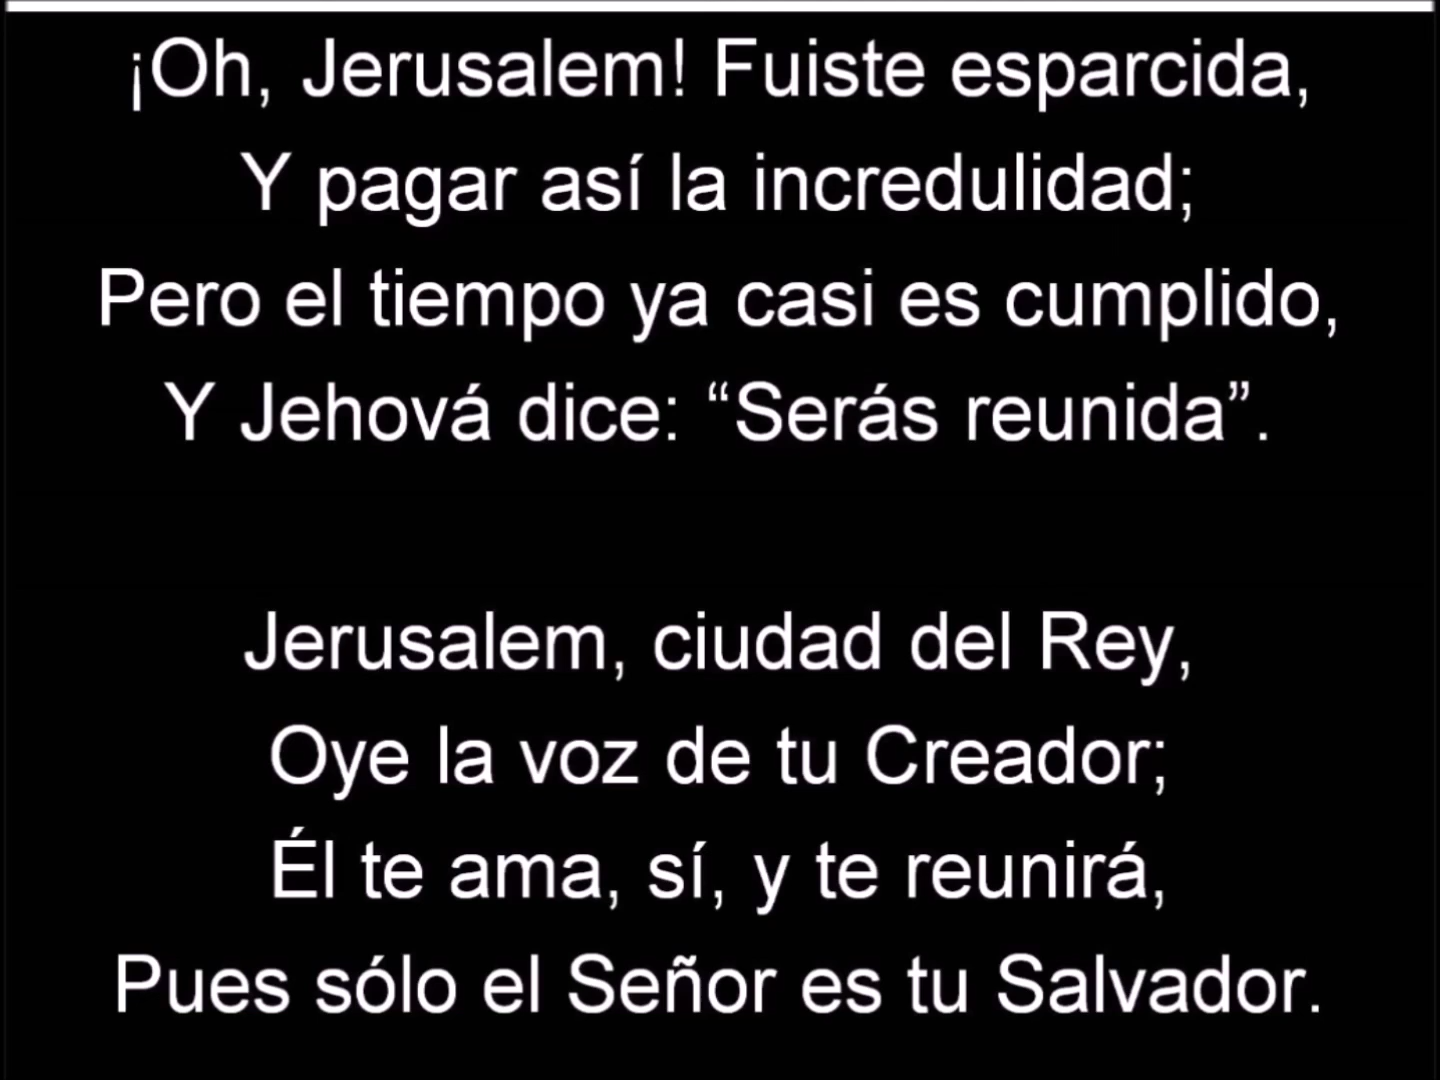 ¡Oh, Jerusalem! Fuiste esparcida,
Y pagar así la incredulidad;
Pero el tiempo ya casi es cumplido,
Y Jehová dice: “Serás reunida”.
Jerusalem, ciudad del Rey,
Oye la voz de tu Creador;
Él te ama, sí, y te reunirá,
Pues sólo el Señor es tu Salvador.